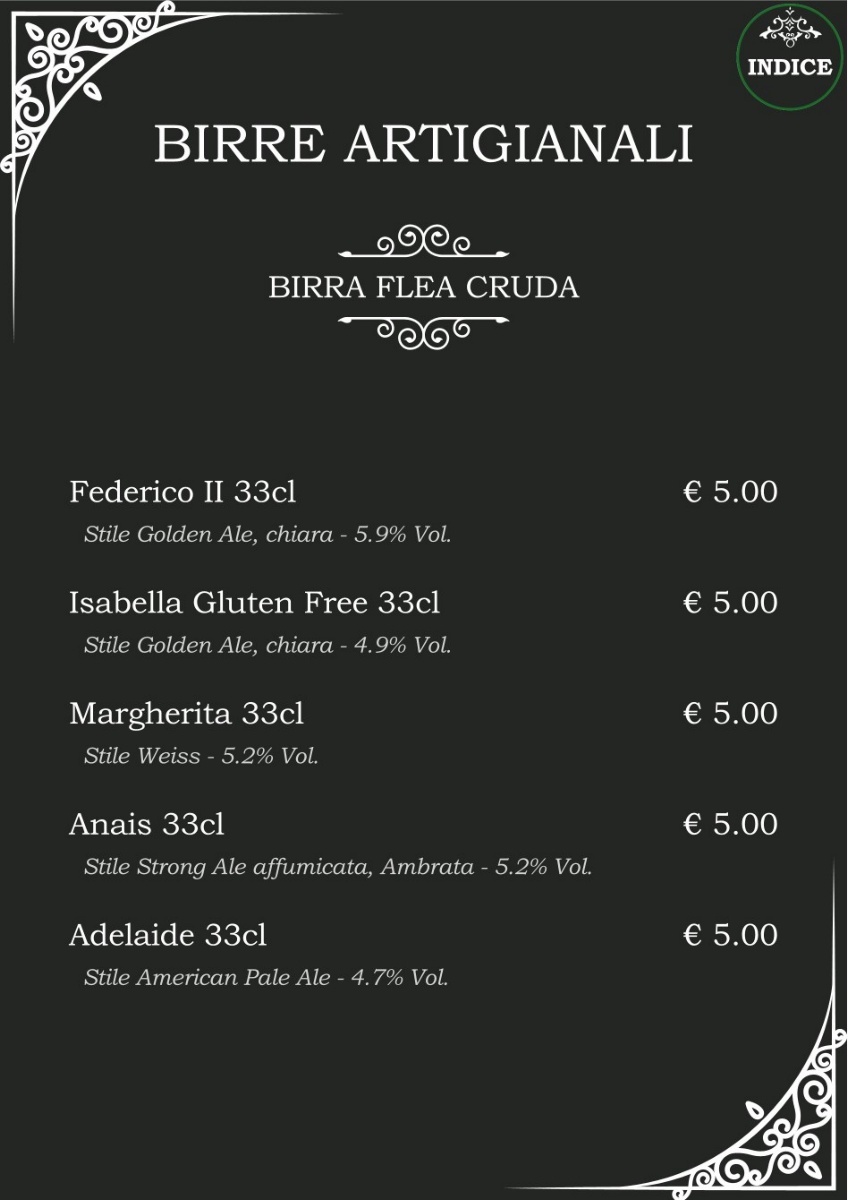 INDICE
BIRRE ARTIGIANALI
BIRRA FLEA CRUDA
Federico II 33cl € 5.00
Stile Golden Ale, chiara - 5.9% Vol.
Isabella Gluten Free 33cl € 5.00
Stile Golden Ale, chiara - 4.9% Vol.
Margherita 33cl € 5.00
Stile Weiss - 5.2% Vol.
Anais 33cl € 5.00
Stile Strong Ale affumicata, Ambrata - 5.2% Vol.
Adelaide 33cl € 5.00
Stile American Pale Ale - 4.7% Vol.